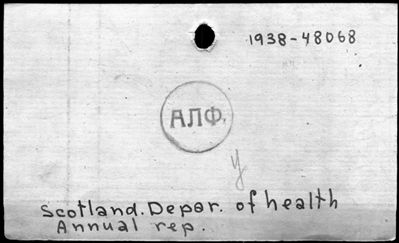 1938-48068
АЛФ.
y
Scotland. Depar. of health
Annual rep.